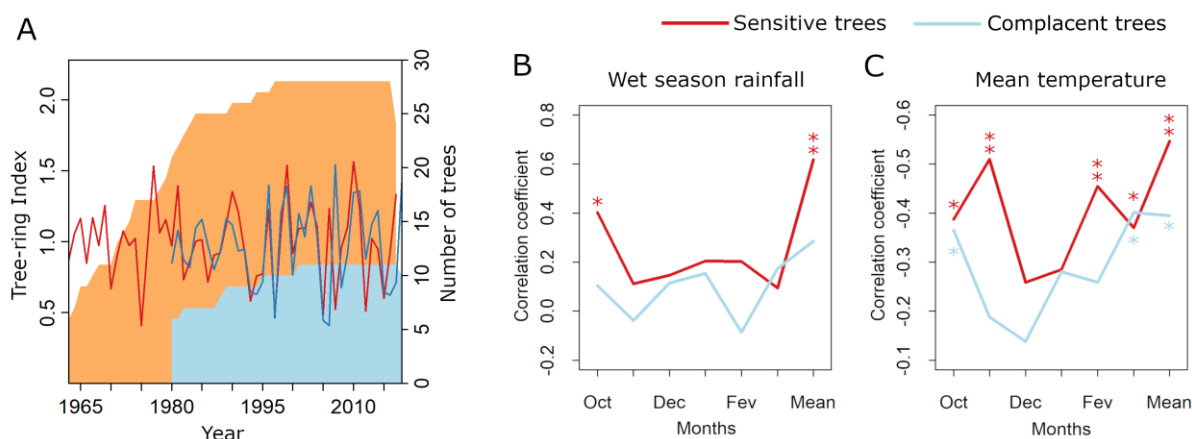 Sensitive trees
Complacent trees
A
Tree-ring Index
0.5
1.0
1.5
2.0
Number of trees
0
5
10
15
20
25
30
1965
1980
1995
2010
Year
B
Wet season rainfall
Correlation coefficient
-0.2
0.0
0.2
0.4
0.6
0.8
*
*
*
Oct
Dec
Fev
Mean
Months
C
Mean temperature
Correlation coefficient
-0.6
-0.5
-0.4
-0.3
-0.2
-0.1
*
*
*
*
*
*
*
*
*
*
*
Oct
Dec
Fev
Mean
Months